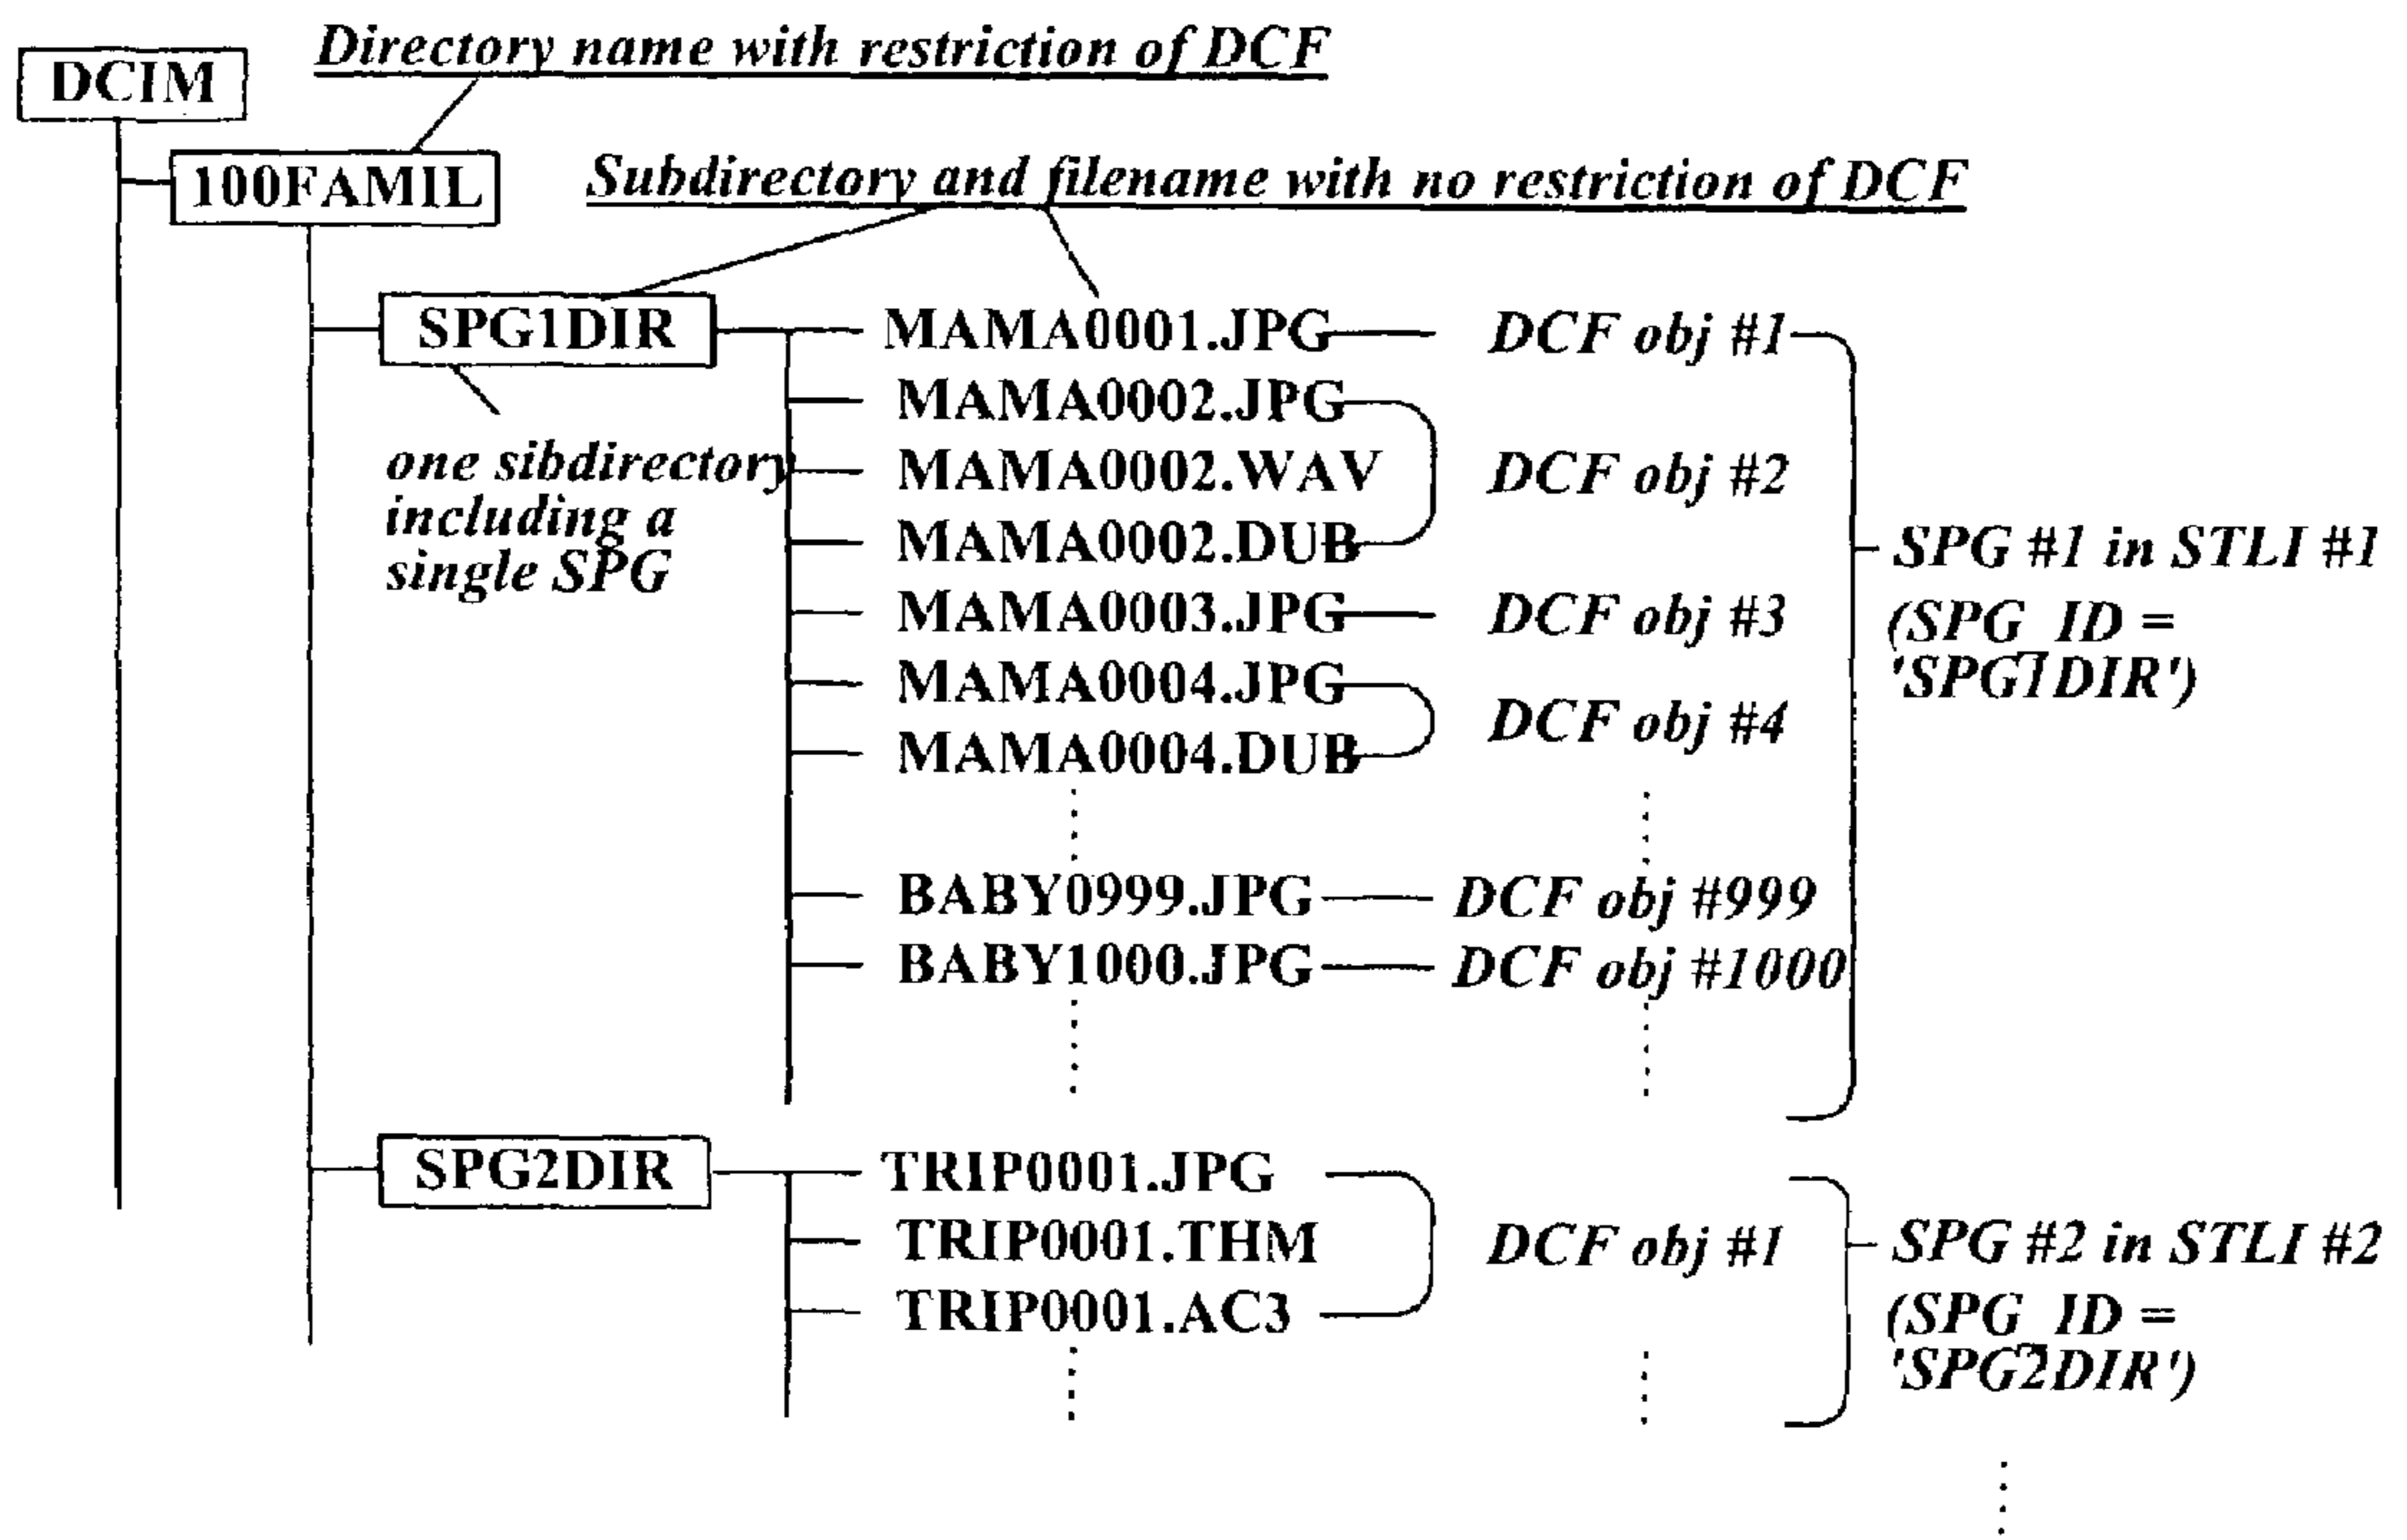 Directory name with restriction of DCF
DCIM
100FAMIL
Subdirectory and filename with no restriction of DCF
SPG1DIR
MAMA0001.JPG DCF obj #1
MAMA0002.JPG
one sibdirectory
including a
single SPG
MAMA0002.WAV DCF obj #2
MAMA0002.DUB
SPG #1 in STLI #1
(SPG_ID =
'SPG1DIR')
MAMA0003.JPG DCF obj #3
MAMA0004.JPG
DCF obj #4
MAMA0004.DUB
BABY0999.JPG DCF obj #999
BABY1000.JPG DCF obj #1000
SPG2DIR
TRIP0001.JPG
TRIP0001.THM DCF obj #1
TRIP0001.AC3
SPG #2 in STLI #2
(SPG_ID =
'SPG2DIR')